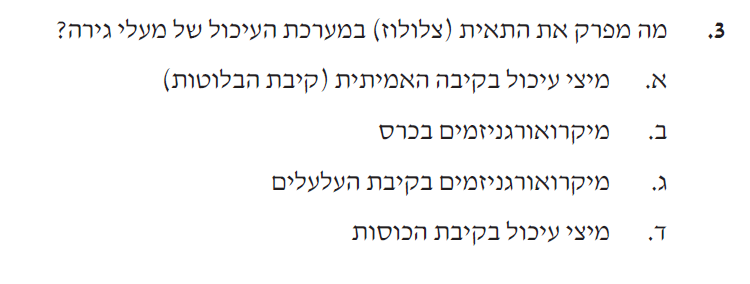 3. מה מפרק את התאית (צלולוז) במערכת העיכול של מעלי גירה?
א. מיצי עיכול בקיבה האמיתית (קיבת הבלוטות)
ב. מיקרואורגניזמים בכרס
ג. מיקרואורגניזמים בקיבת העלעלים
ד. מיצי עיכול בקיבת הכוסות